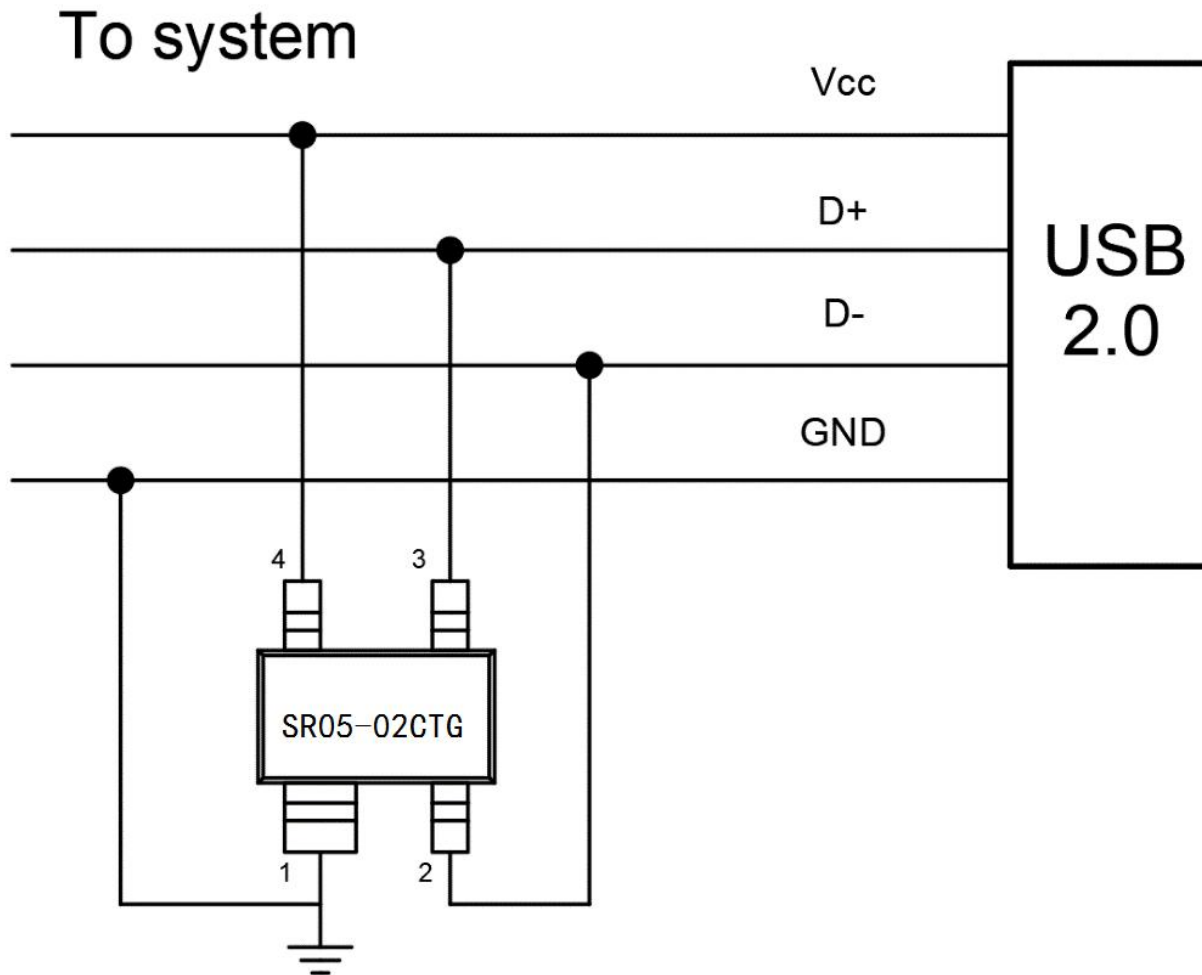 To system
Vcc
D+
D-
GND
USB
2.0
4
3
SR05-02CTG
1
2